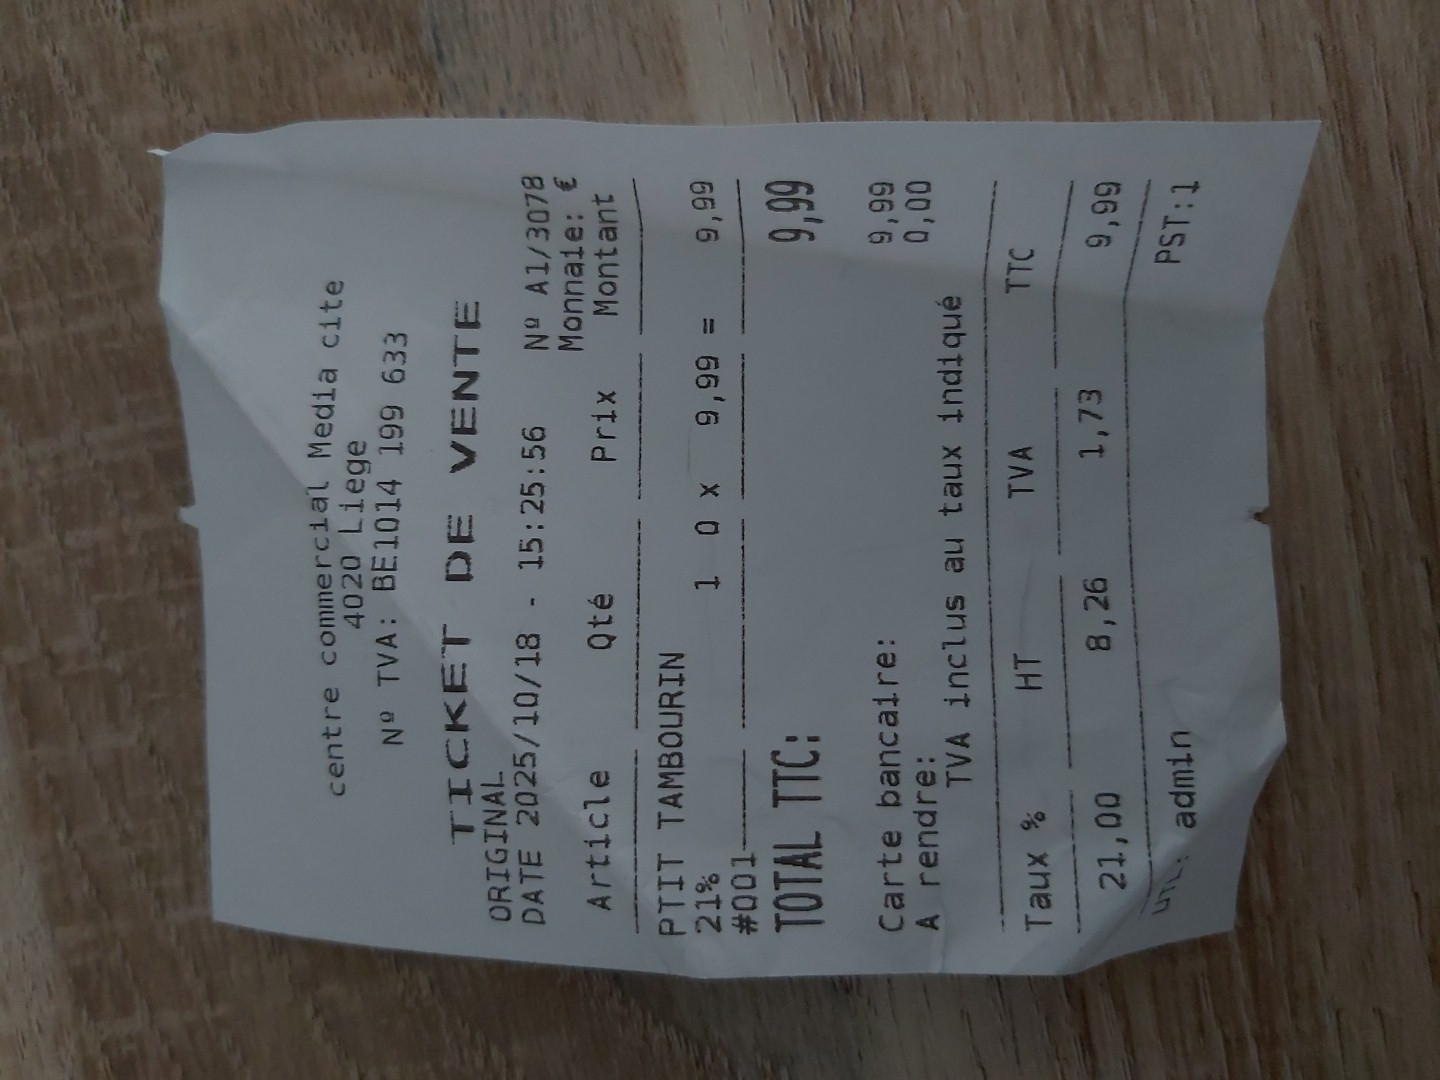 centre commercial Media cite
4020 Liege
Nº TVA: BE1014 199 633
TICKET DE VENTE
ORIGINAL
DATE 2025/10/18 - 15:25:56 Nº A1/3078
Monnaie: €
Article Qté Prix Montant
PTIT TAMBOURIN
21% 1 0 x 9,99 = 9,99
#001
TOTAL TTC: 9,99
Carte bancaire: 9,99
A rendre: 0,00
TVA inclus au taux indiqué
Taux % HT TVA TTC
21,00 8,26 1,73 9,99
UTL: admin PST:1